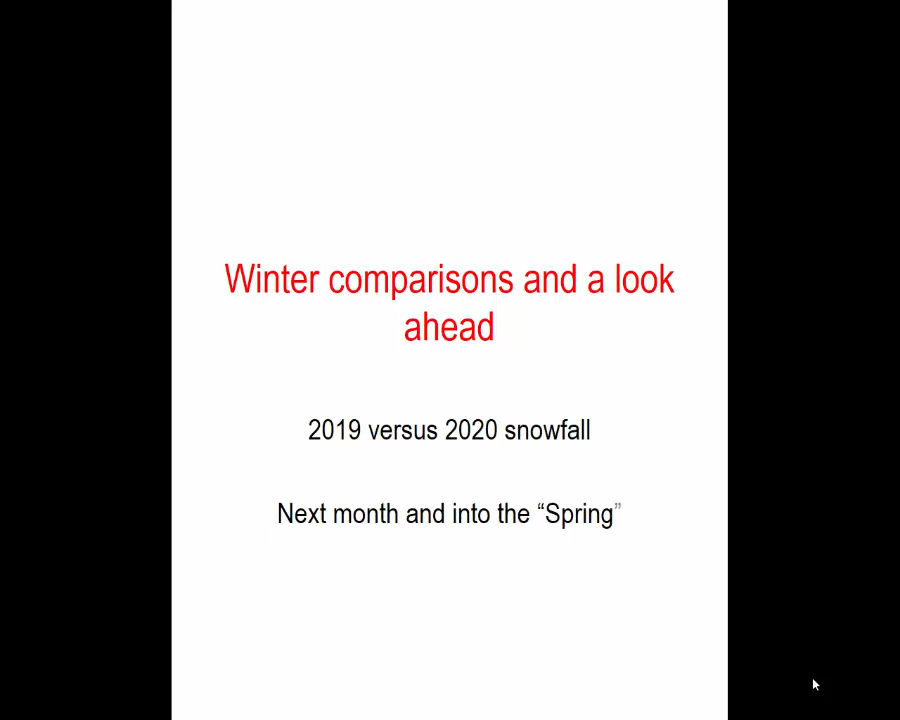 Winter comparisons and a look
ahead
2019 versus 2020 snowfall
Next month and into the “Spring”